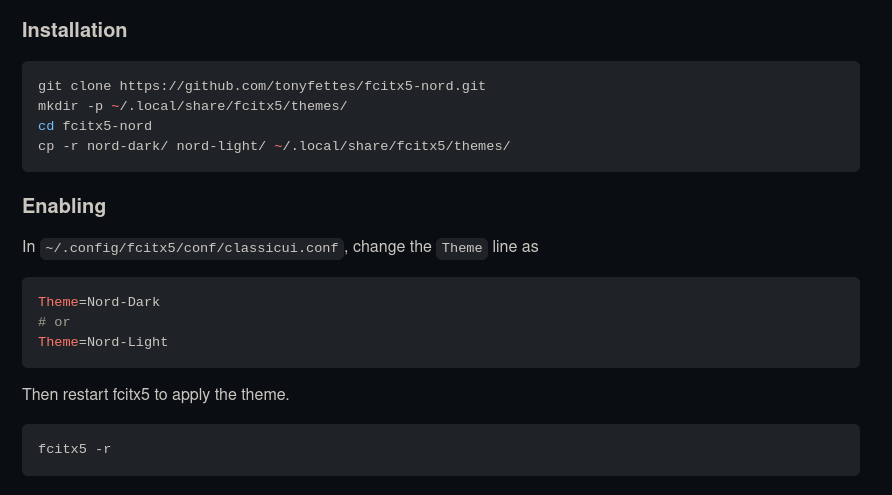 Installation
git clone https://github.com/tonyfettes/fcitx5-nord.git
mkdir -p ~/.local/share/fcitx5/themes/
cd fcitx5-nord
cp -r nord-dark/ nord-light/ ~/.local/share/fcitx5/themes/
Enabling
In ~/.config/fcitx5/conf/classicui.conf, change the Theme line as
Theme=Nord-Dark
# or
Theme=Nord-Light
Then restart fcitx5 to apply the theme.
fcitx5 -r